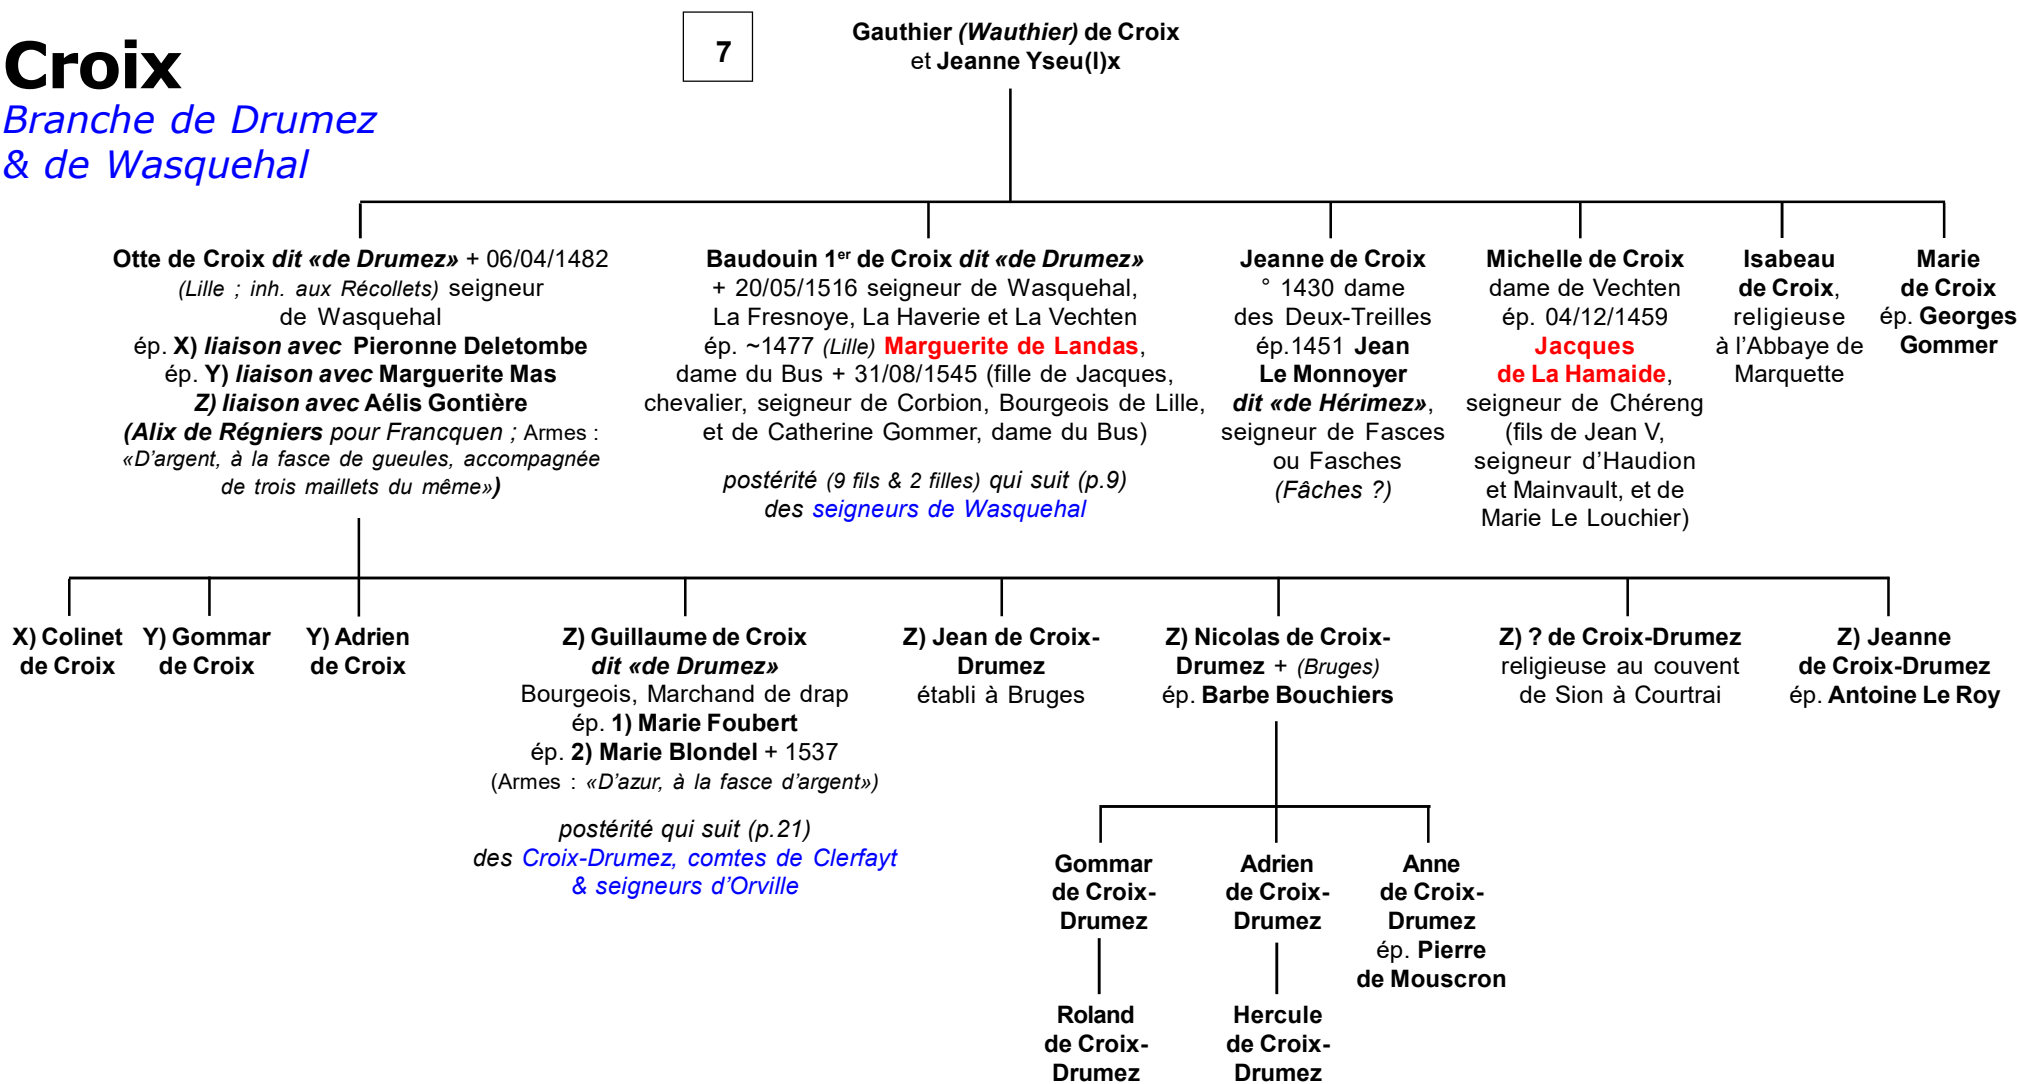 Croix
Branche de Drumez
& de Wasquehal
7
Gauthier (Wauthier) de Croix
et Jeanne Yseu(l)x
Otte de Croix dit «de Drumez» + 06/04/1482
(Lille ; inh. aux Récollets) seigneur
de Wasquehal
ép. X) liaison avec Pieronne Deletombe
ép. Y) liaison avec Marguerite Mas
Z) liaison avec Aélis Gontière
(Alix de Régniers pour Francquen ; Armes :
«D’argent, à la fasce de gueules, accompagnée
de trois maillets du même»)
Baudouin 1er de Croix dit «de Drumez»
+ 20/05/1516 seigneur de Wasquehal,
La Fresnoye, La Haverie et La Vechten
ép. ~1477 (Lille) Marguerite de Landas,
dame du Bus + 31/08/1545 (fille de Jacques,
chevalier, seigneur de Corbion, Bourgeois de Lille,
et de Catherine Gommer, dame du Bus)
postérité (9 fils & 2 filles) qui suit (p.9)
des seigneurs de Wasquehal
Jeanne de Croix
° 1430 dame
des Deux-Treilles
ép.1451 Jean
Le Monnoyer
dit «de Hérimez»,
seigneur de Fasces
ou Fasches
(Fâches ?)
Michelle de Croix
dame de Vechten
ép. 04/12/1459
Jacques
de La Hamaide,
seigneur de Chéreng
(fils de Jean V,
seigneur d’Haudion
et Mainvault, et de
Marie Le Louchier)
Isabeau
de Croix,
religieuse
à l’Abbaye de
Marquette
Marie
de Croix
ép. Georges
Gommer
X) Colinet
de Croix
Y) Gommar
de Croix
Y) Adrien
de Croix
Z) Guillaume de Croix
dit «de Drumez»
Bourgeois, Marchand de drap
ép. 1) Marie Foubert
ép. 2) Marie Blondel + 1537
(Armes : «D’azur, à la fasce d’argent»)
postérité qui suit (p.21)
des Croix-Drumez, comtes de Clerfayt
& seigneurs d’Orville
Z) Jean de Croix-
Drumez
établi à Bruges
Z) Nicolas de Croix-
Drumez + (Bruges)
ép. Barbe Bouchiers
Z) ? de Croix-Drumez
religieuse au couvent
de Sion à Courtrai
Z) Jeanne
de Croix-Drumez
ép. Antoine Le Roy
Gommar
de Croix-
Drumez
Adrien
de Croix-
Drumez
Anne
de Croix-
Drumez
ép. Pierre
de Mouscron
Roland
de Croix-
Drumez
Hercule
de Croix-
Drumez